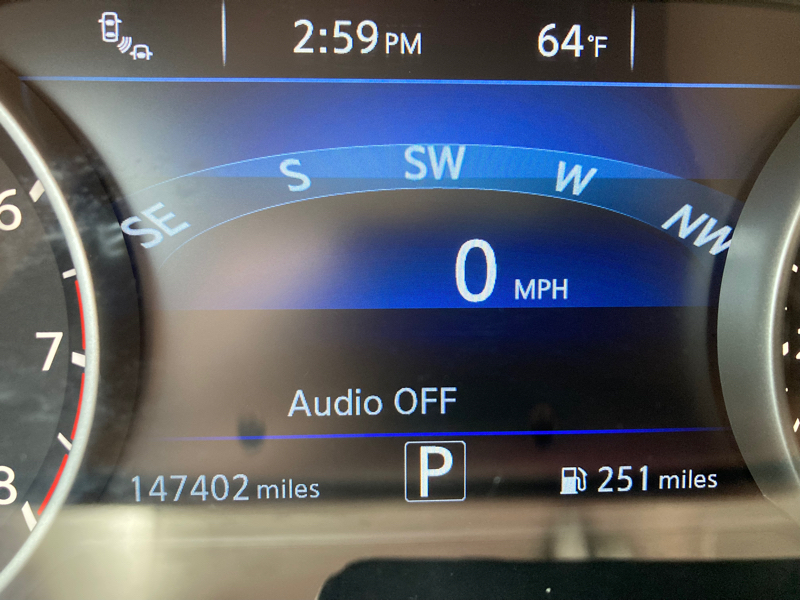 2:59 PM 64°F
SE S SW W NW
6
0 MPH
7
Audio OFF
8
147402 miles P 251 miles